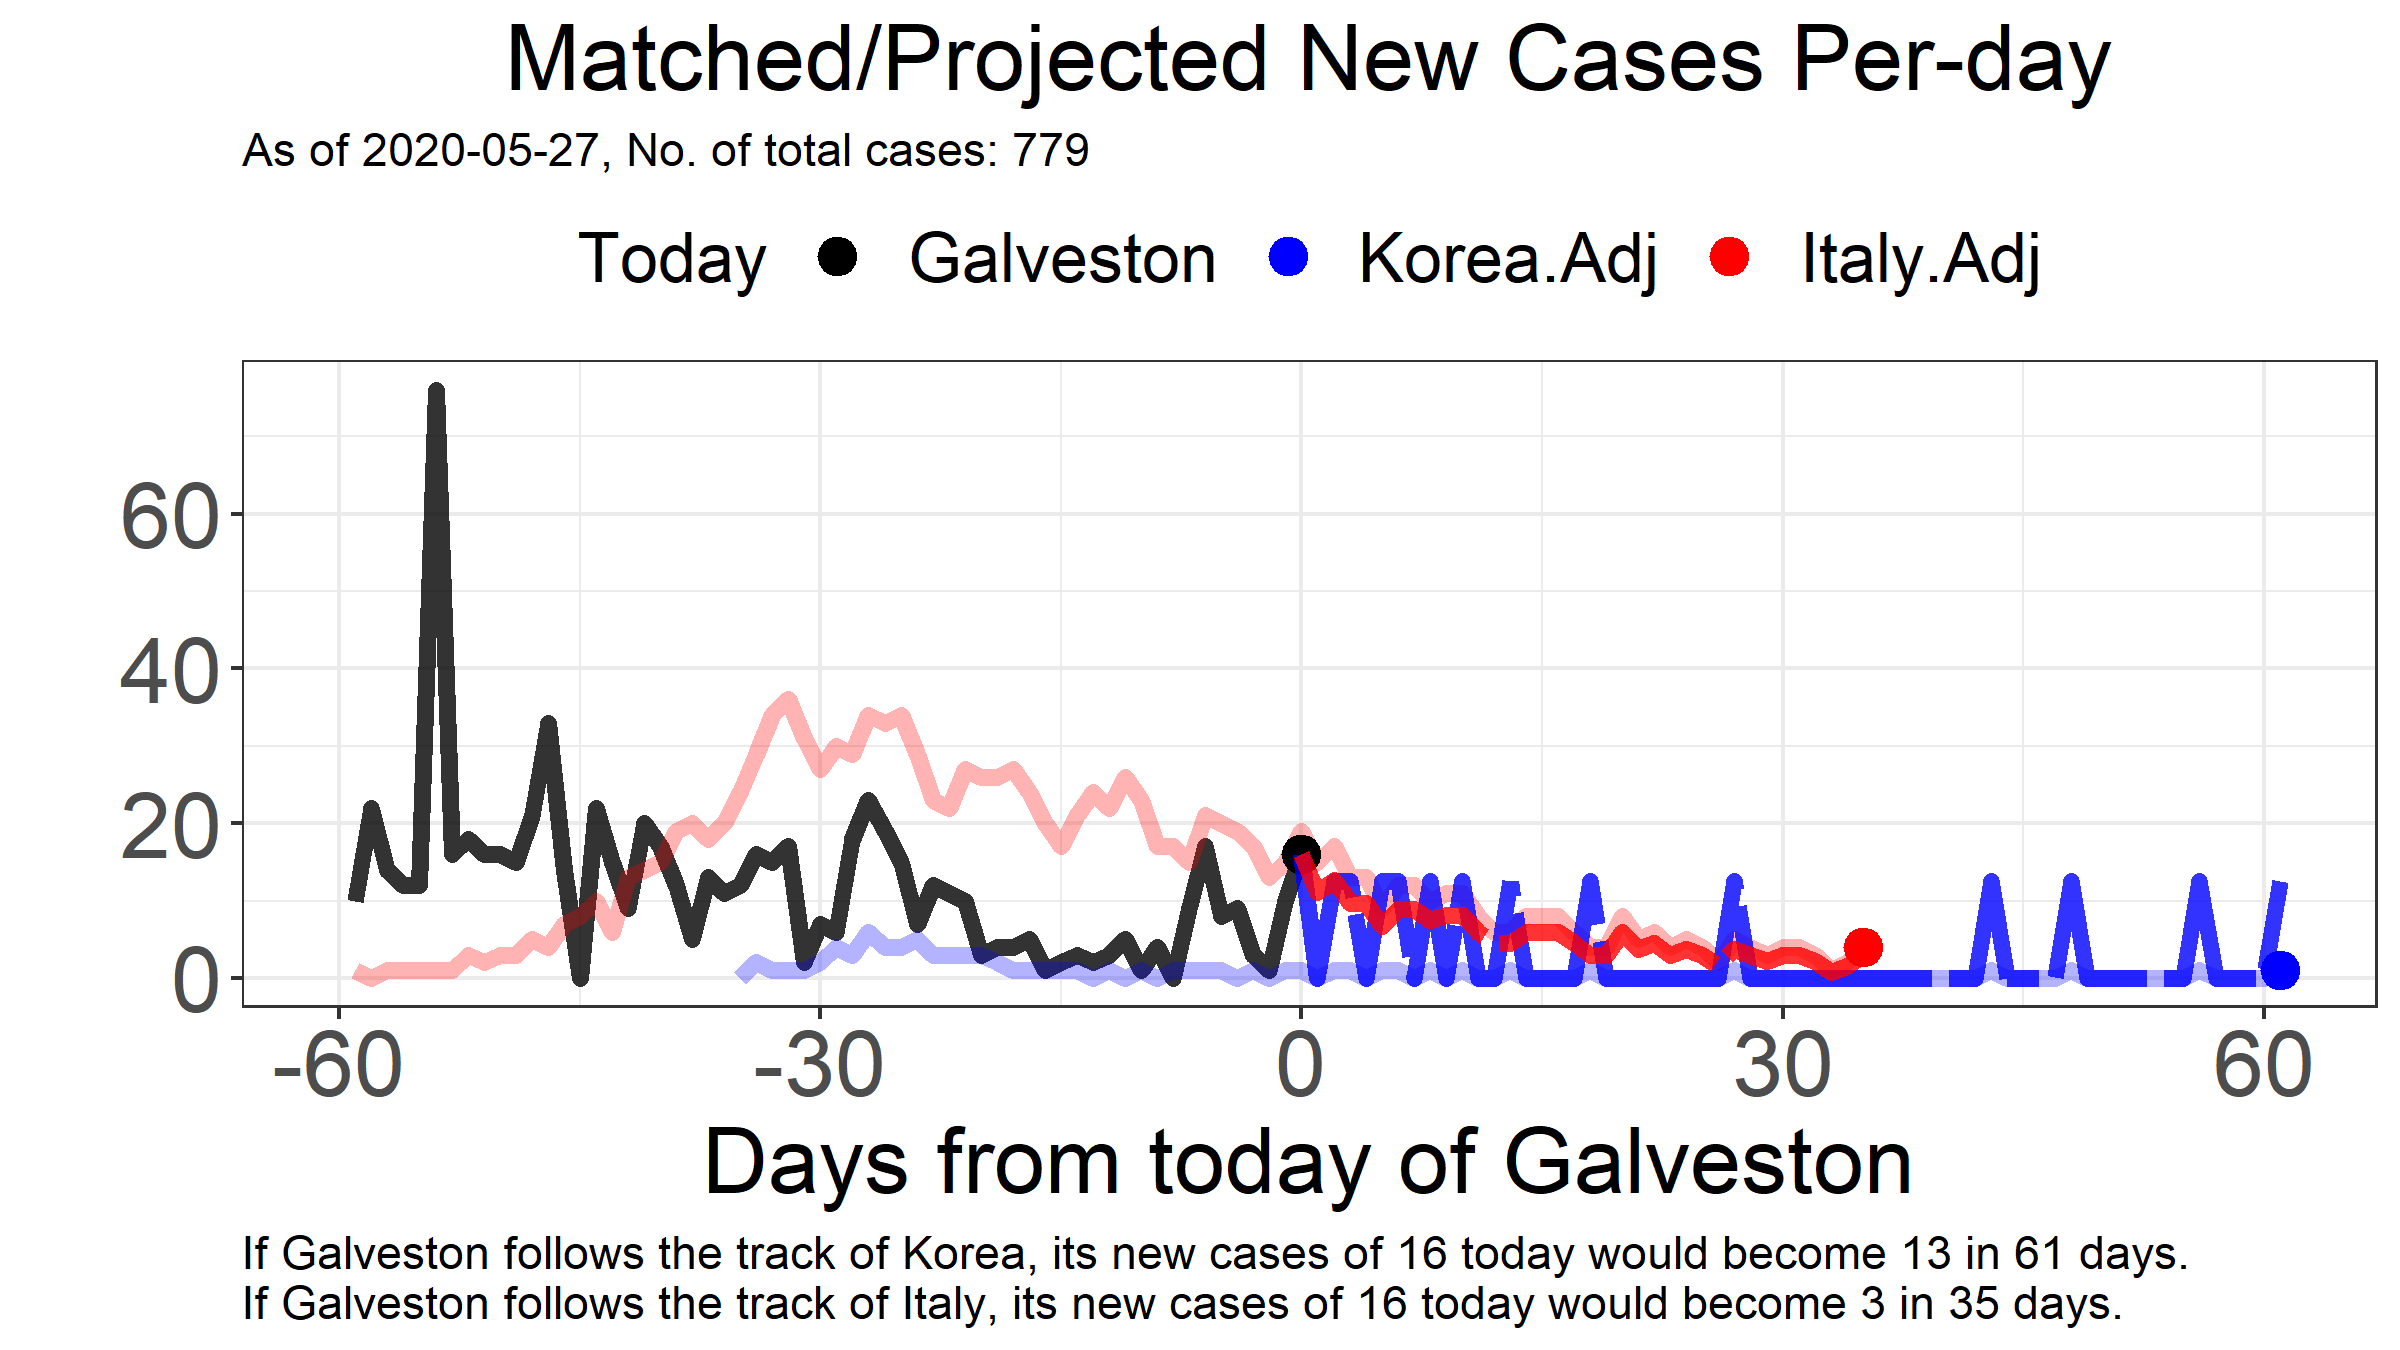 Matched/Projected New Cases Per-day
As of 2020-05-27, No. of total cases: 779
Today Galveston Korea.Adj Italy.Adj
60
40
20
0
-60 -30 0 30 60
Days from today of Galveston
If Galveston follows the track of Korea, its new cases of 16 today would become 13 in 61 days.
If Galveston follows the track of Italy, its new cases of 16 today would become 3 in 35 days.